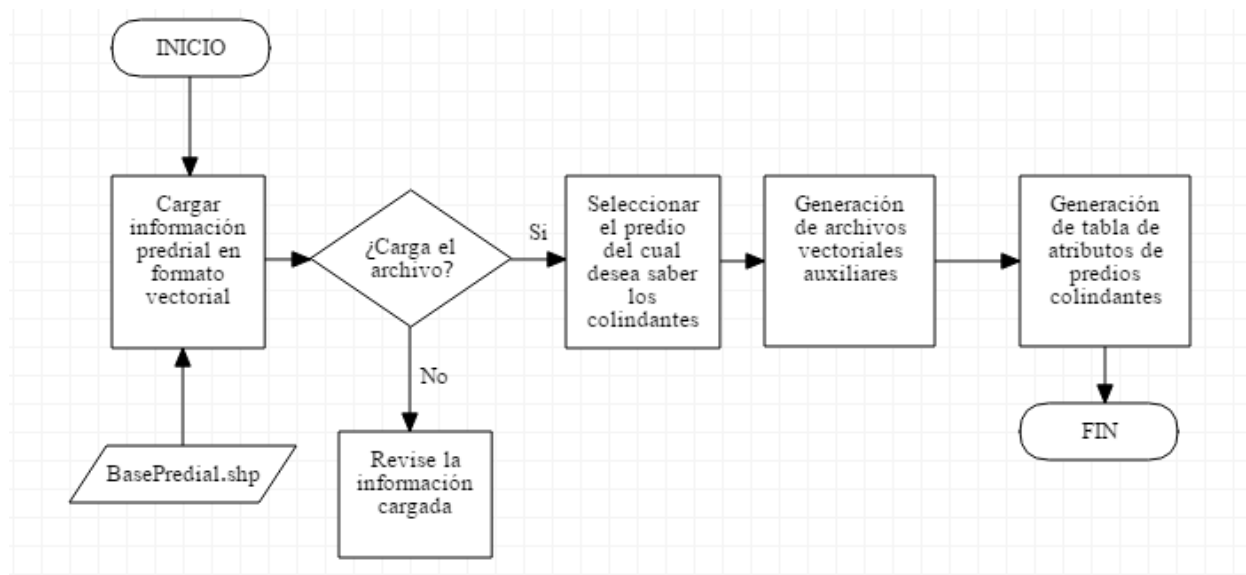 INICIO
Cargar
información
predrial en
formato
vectorial
BasePredial.shp
¿Carga el
archivo?
Si
No
Revise la
información
cargada
Seleccionar
el predio
del cual
desea saber
los
colindantes
Generación
de archivos
vectoriales
auxiliares
Generación
de tabla de
atributos de
predios
colindantes
FIN